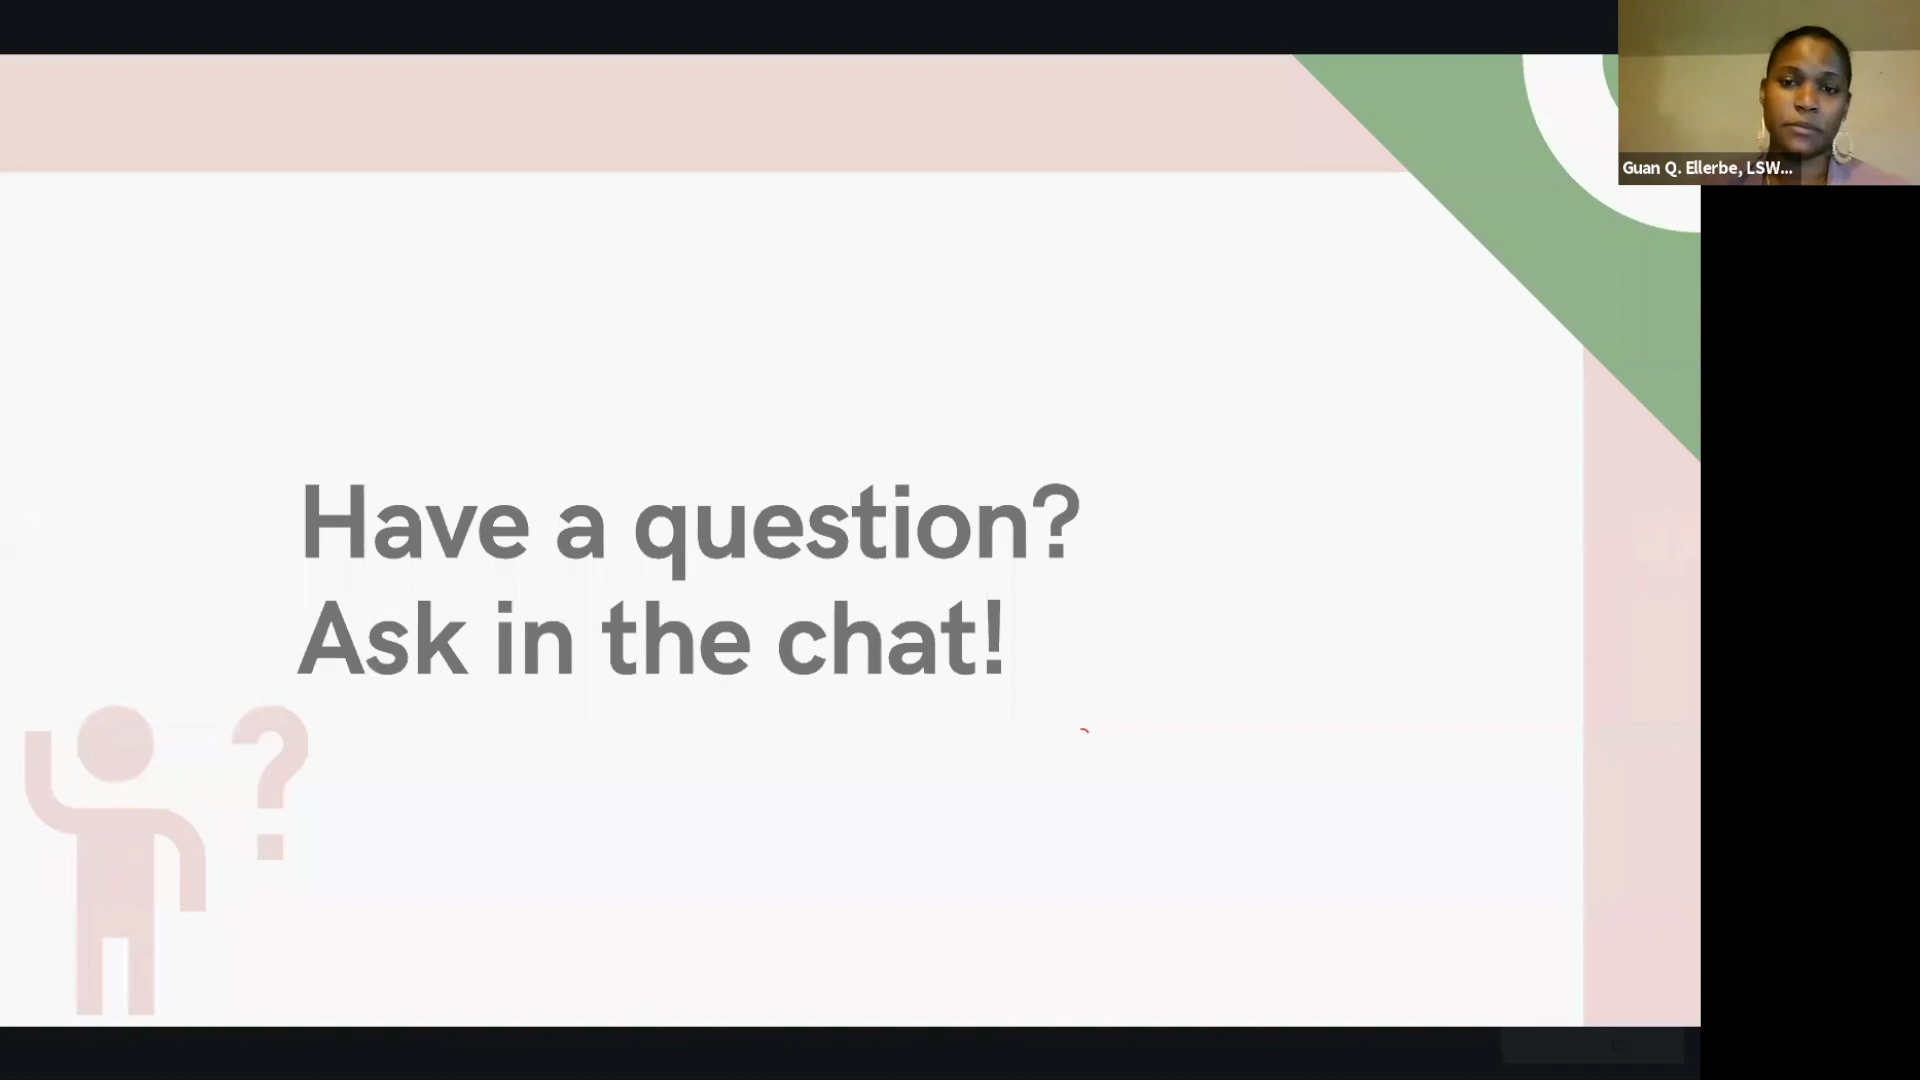 Guan Q. Ellerbe, LSW...
Have a question?
Ask in the chat!
?